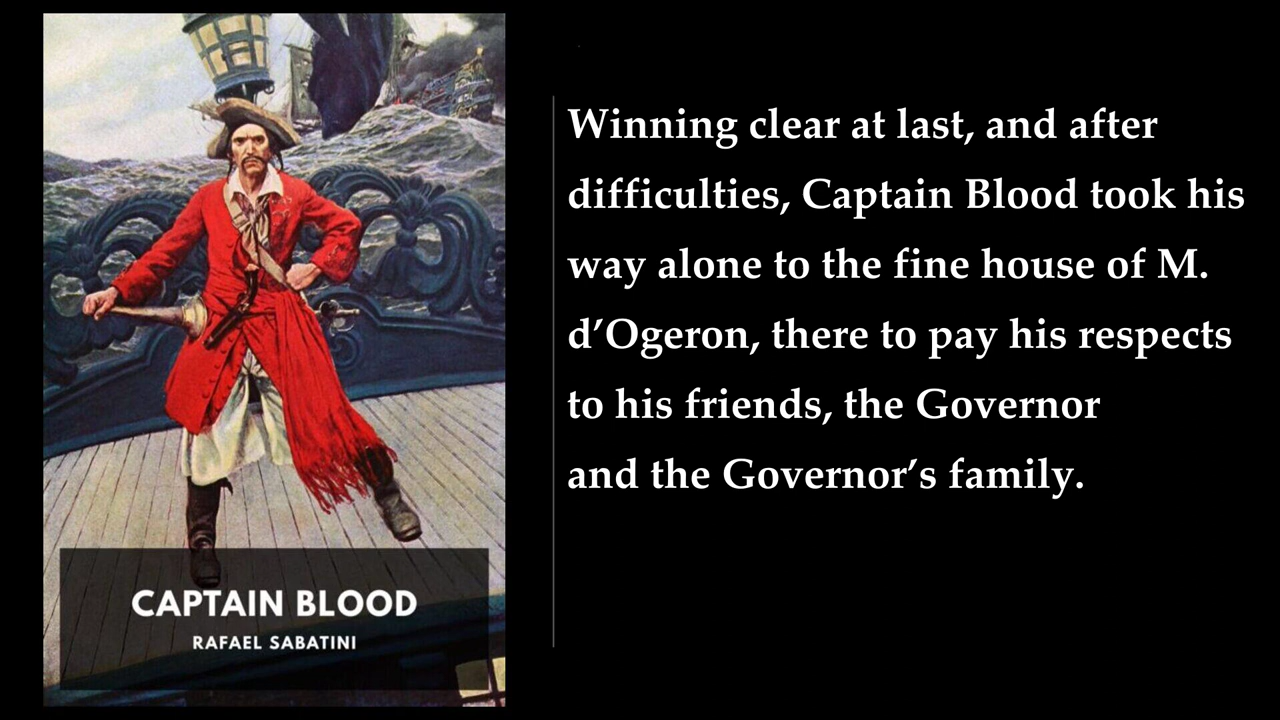 CAPTAIN BLOOD
RAFAEL SABATINI
Winning clear at last, and after
difficulties, Captain Blood took his
way alone to the fine house of M.
d’Ogeron, there to pay his respects
to his friends, the Governor
and the Governor’s family.